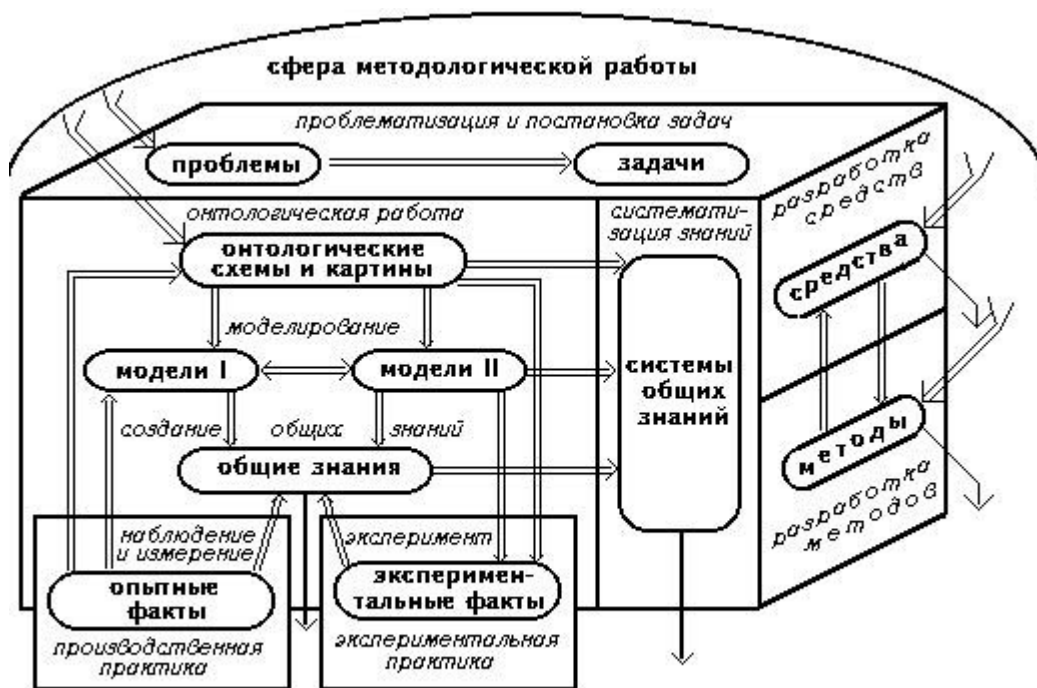 сфера методологической работы
проблематизация и постановка задач
проблемы
задачи
разработка
средств
онтологическая работа
системати-
зация знаний
онтологические
схемы и картины
средства
моделирование
модели I
модели II
системы
общих
знаний
создание общих знаний
методы
общие знания
разработка
методов
наблюдение
и измерение
эксперимент
опытные
факты
эксперимен-
тальные факты
производственная
практика
экспериментальная
практика